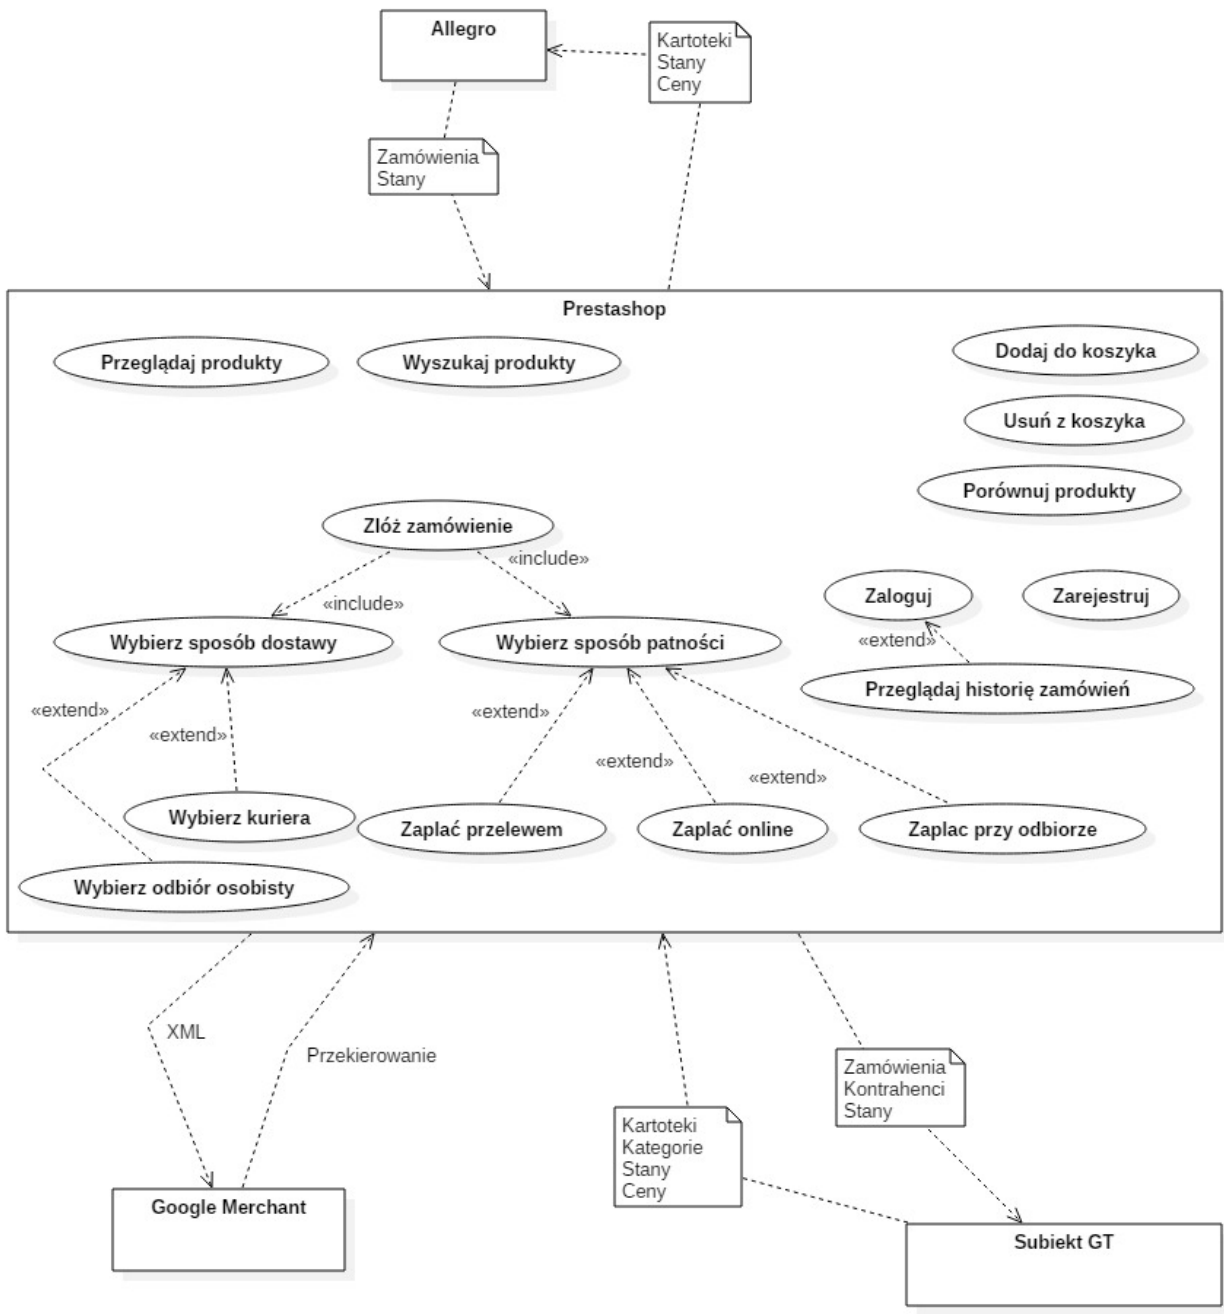 Allegro
Kartoteki
Stany
Ceny
Zamówienia
Stany
Prestashop
Przeglądaj produkty
Wyszukaj produkty
Dodaj do koszyka
Usuń z koszyka
Porównuj produkty
Zlóż zamówienie
«include»
«include»
Zaloguj
Zarejestruj
«extend»
Wybierz sposób dostawy
Wybierz sposób patności
Przeglądaj historię zamówień
«extend»
«extend»
«extend»
«extend»
«extend»
Wybierz kuriera
Zaplać przelewem
Zaplać online
Zaplac przy odbiorze
Wybierz odbiór osobisty
XML
Przekierowanie
Zamówienia
Kontrahenci
Stany
Kartoteki
Kategorie
Stany
Ceny
Google Merchant
Subiekt GT